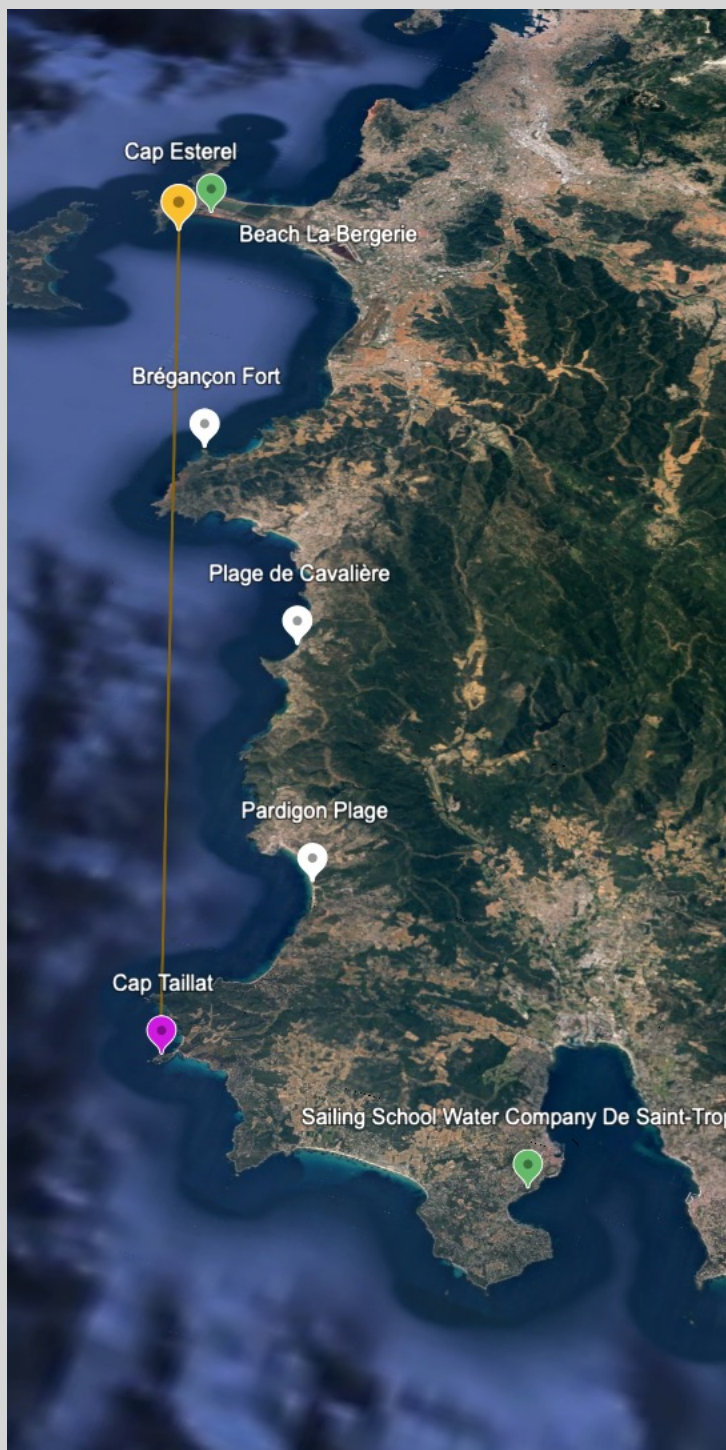 Cap Esterel
Beach La Bergerie
Brégançon Fort
Plage de Cavalière
Pardigon Plage
Cap Taillat
Sailing School Water Company De Saint-Trop